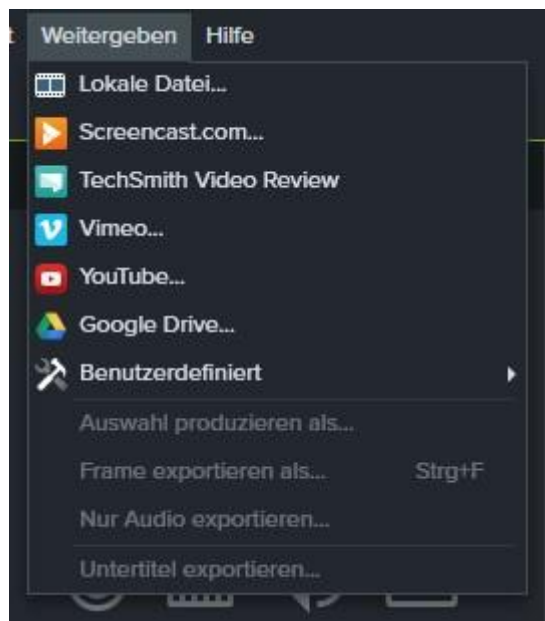 Weitergeben Hilfe
Lokale Datei...
Screencast.com...
TechSmith Video Review
Vimeo...
YouTube...
Google Drive...
Benutzerdefiniert
Auswahl produzieren als...
Frame exportieren als... Strg+F
Nur Audio exportieren...
Untertitel exportieren...